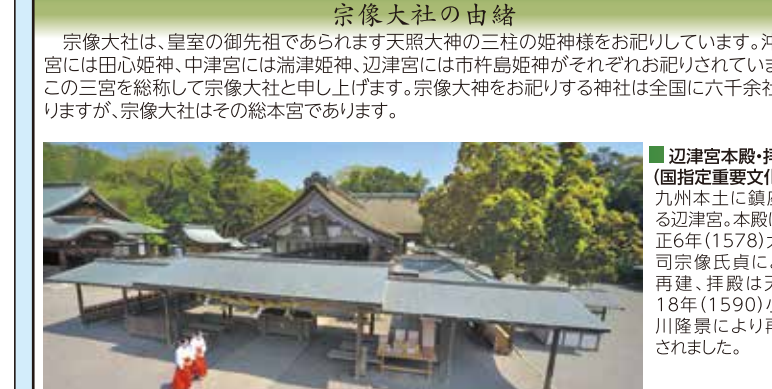 宗像大社の由緒
宗像大社は、皇室の御先祖であられます天照大神の三柱の姫神様をお祀りしています。沖
宮には田心姫神、中津宮には湍津姫神、辺津宮には市杵島姫神がそれぞれお祀りされていま
この三宮を総称して宗像大社と申し上げます。宗像大神をお祀りする神社は全国に六千余社
りますが、宗像大社はその総本宮であります。
■辺津宮本殿・拝
(国指定重要文化
九州本土に鎮座
る辺津宮。本殿は
正6年(1578)大
司宗像氏貞によ
再建、拝殿は天
18年(1590)小
川隆景により再
されました。